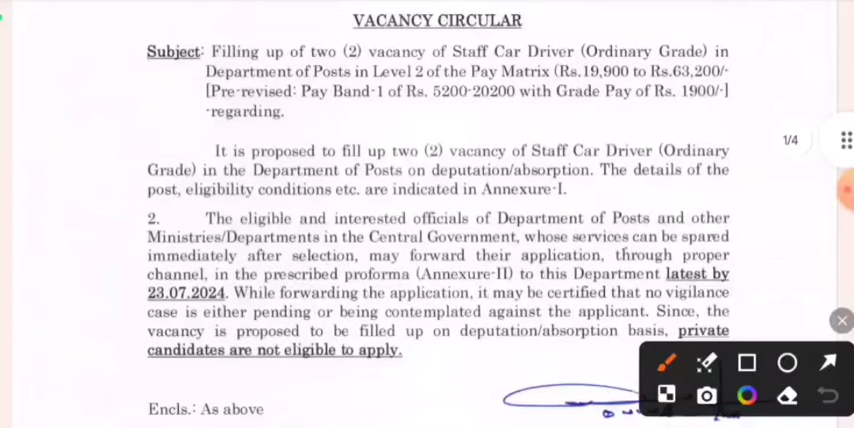 VACANCY CIRCULAR
Subject: Filling up of two (2) vacancy of Staff Car Driver (Ordinary Grade) in
Department of Posts in Level 2 of the Pay Matrix (Rs.19,900 to Rs.63,200/-
[Pre-revised: Pay Band-1 of Rs. 5200-20200 with Grade Pay of Rs. 1900/-]
-regarding.
It is proposed to fill up two (2) vacancy of Staff Car Driver (Ordinary
Grade) in the Department of Posts on deputation/absorption. The details of the
post, eligibility conditions etc. are indicated in Annexure-I.
2. The eligible and interested officials of Department of Posts and other
Ministries/Departments in the Central Government, whose services can be spared
immediately after selection, may forward their application, through proper
channel, in the prescribed proforma (Annexure-II) to this Department latest by
23.07.2024. While forwarding the application, it may be certified that no vigilance
case is either pending or being contemplated against the applicant. Since, the
vacancy is proposed to be filled up on deputation/absorption basis, private
candidates are not eligible to apply.
Encls.: As above
1/4